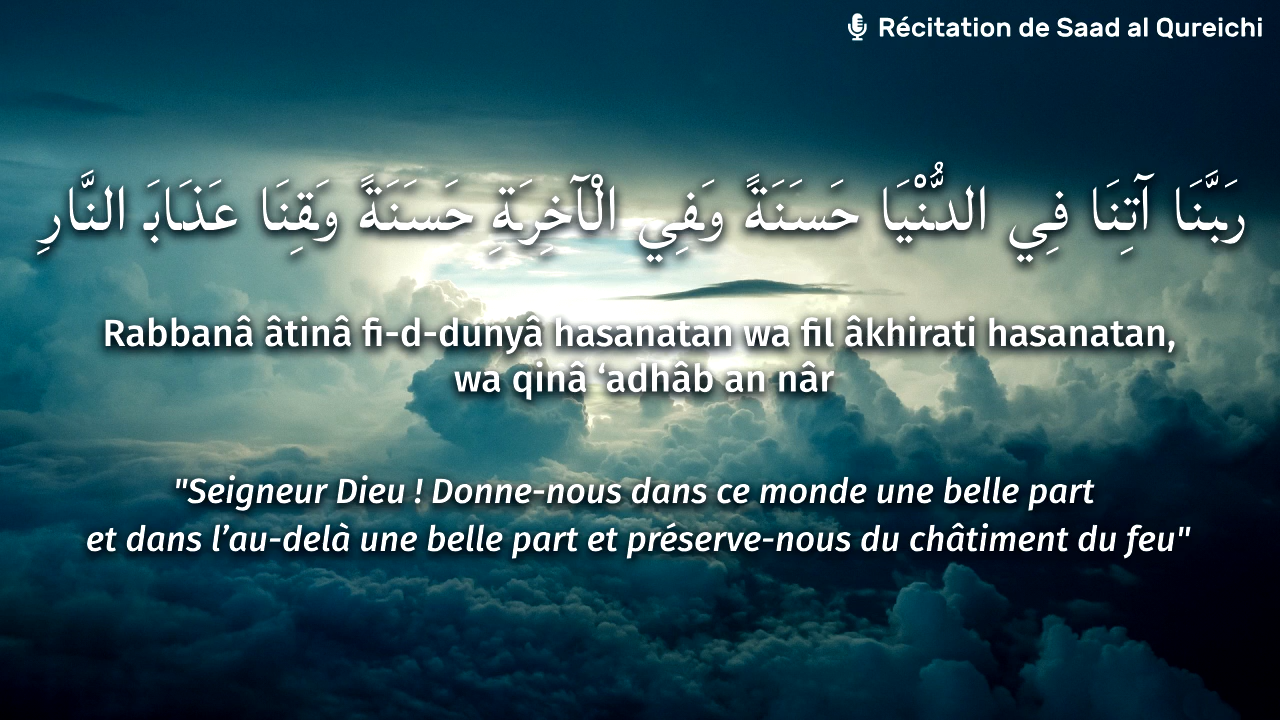 Récitation de Saad al Qureichi
رَبَّنَا آتِنَا فِي الدُّنْيَا حَسَنَةً وَفِي الْآخِرَةِ حَسَنَةً وَقِنَا عَذَابَ النَّارِ
Rabbanâ âtinâ fi-d-dunyâ hasanatan wa fil âkhirati hasanatan,
wa qinâ ‘adhâb an nâr
"Seigneur Dieu ! Donne-nous dans ce monde une belle part
et dans l’au-delà une belle part et préserve-nous du châtiment du feu"